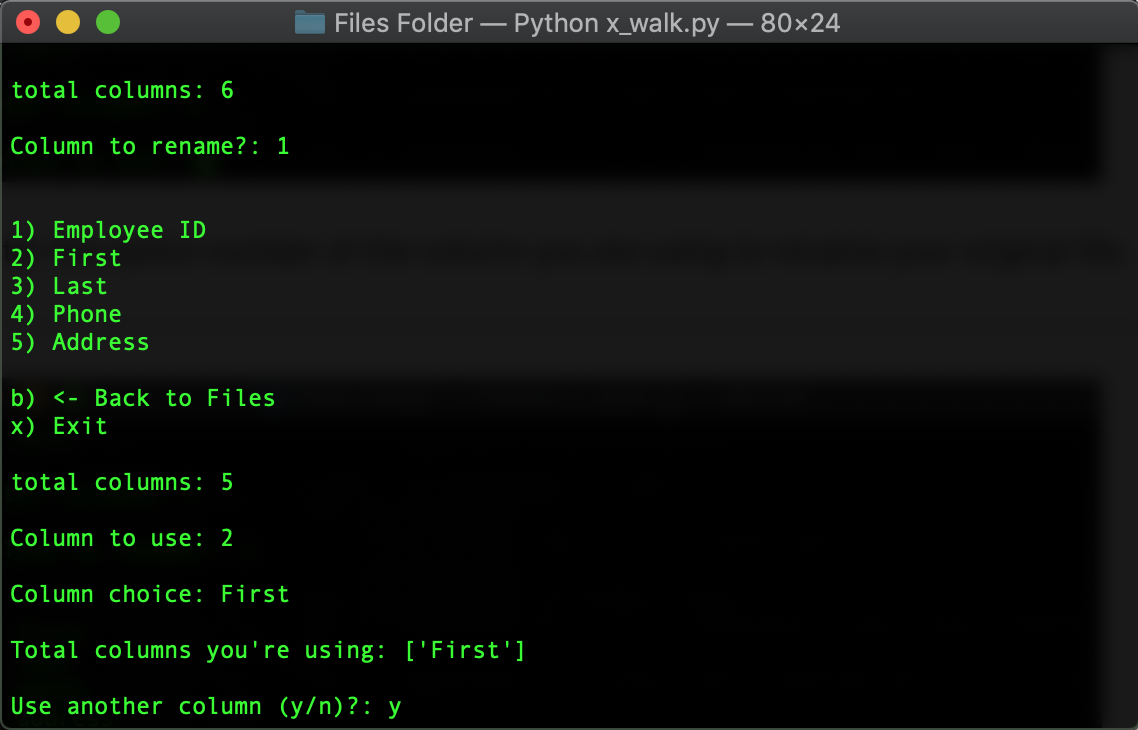 Files Folder — Python x_walk.py — 80×24
total columns: 6
Column to rename?: 1
1) Employee ID
2) First
3) Last
4) Phone
5) Address
b) <- Back to Files
x) Exit
total columns: 5
Column to use: 2
Column choice: First
Total columns you're using: ['First']
Use another column (y/n)?: y